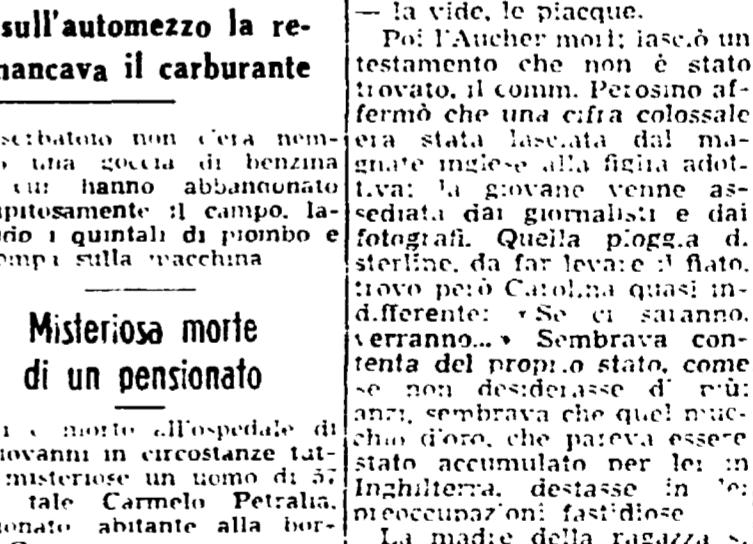 sull'automezzo la re-
mancava il carburante
serbatoio non c'era nem-
una goccia di benzina
cui hanno abbandonato
il campo, la-
i quintali di piombo e
sulla macchina
Misteriosa morte
di un pensionato
è morto all'ospedale di
in circostanze tut-
misteriose un uomo di 57
tale Carmelo Petralia,
abitante alla bor-
— la vide, le piacque.
Poi l'Aucher morì; lasciò un
testamento che non è stato
trovato, il comm. Perosino af-
fermò che una cifra colossale
era stata lasciata dal ma-
gnate inglese alla figlia adot-
tiva; la giovane venne as-
sediata dai giornalisti e dai
fotografi. Quella pioggia di
sterline, da far levare il fiato,
trovò però Carolina quasi in-
differente: « Se ci saranno,
verranno... » Sembrava con-
tenta del proprio stato, come
se non desiderasse di più;
anzi, sembrava che quel muc-
chio d'oro, che pareva essere
stato accumulato per lei in
Inghilterra, destasse in lei
preoccupazioni fastidiose
La madre della ragazza